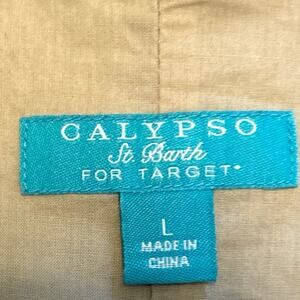 CALYPSO
St. Barth
FOR TARGET*
L
MADE IN
CHINA